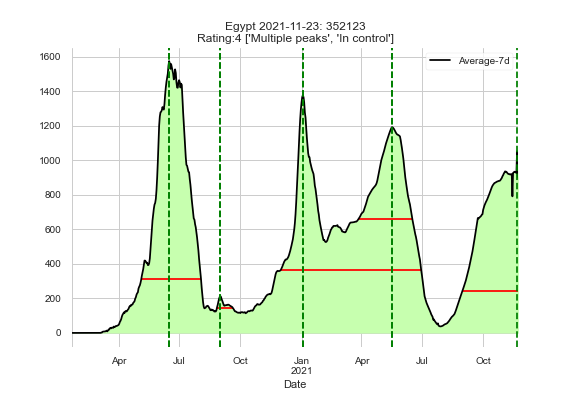 Egypt 2021-11-23: 352123
Rating:4 ['Multiple peaks', 'In control']
Average-7d
1600
1400
1200
1000
800
600
400
200
0
Apr Jul Oct Jan Apr Jul Oct
2021
Date